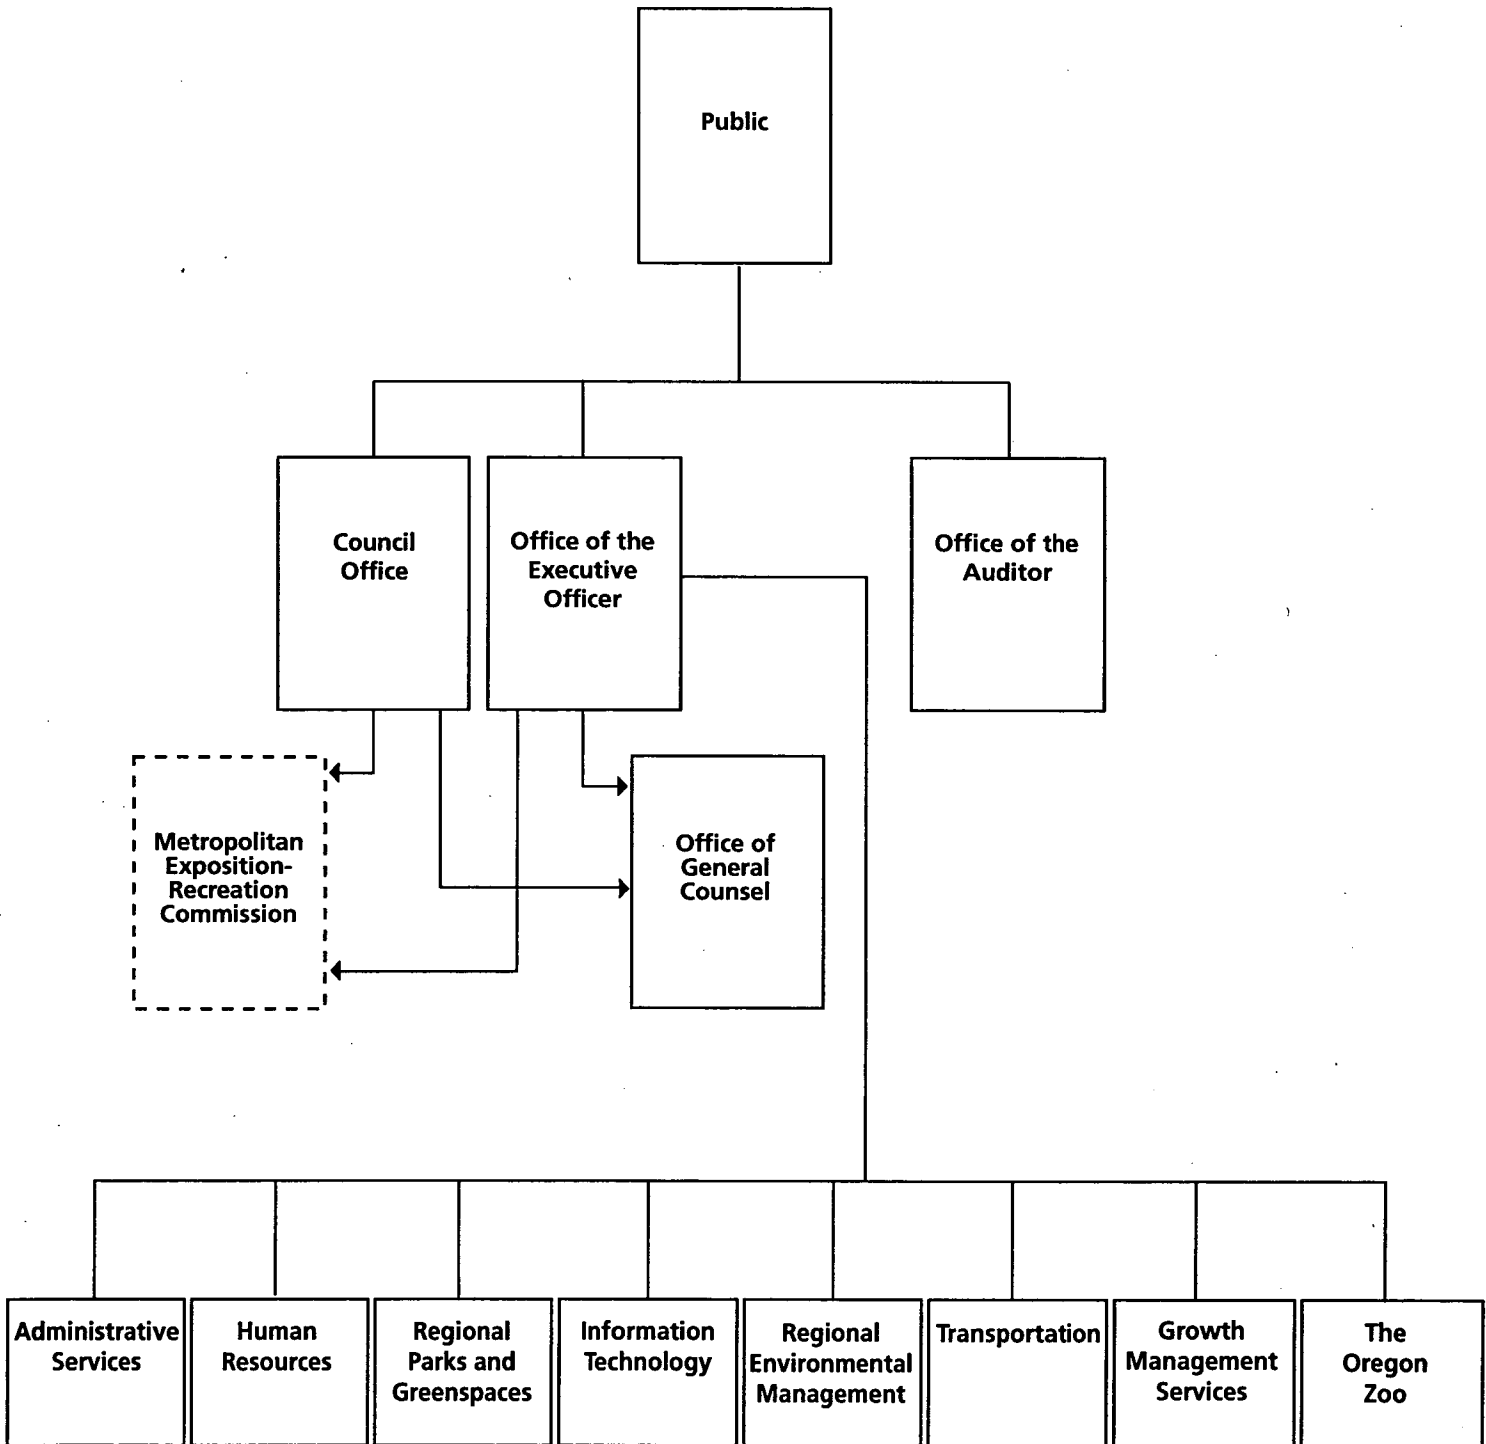 Public
Council
Office
Office of the
Executive
Officer
Office of the
Auditor
Metropolitan
Exposition-
Recreation
Commission
Office of
General
Counsel
Administrative
Services
Human
Resources
Regional
Parks and
Greenspaces
Information
Technology
Regional
Environmental
Management
Transportation
Growth
Management
Services
The
Oregon
Zoo